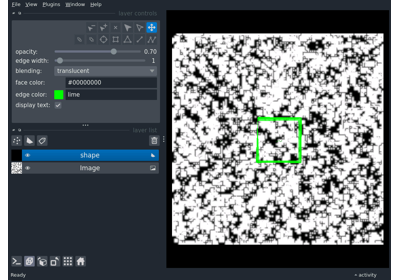 File View Plugins Window Help
layer controls
opacity: 0.70
edge width: 1
blending: translucent
face color: #00000000
edge color: lime
display text:
layer list
shape
Image
Ready
activity